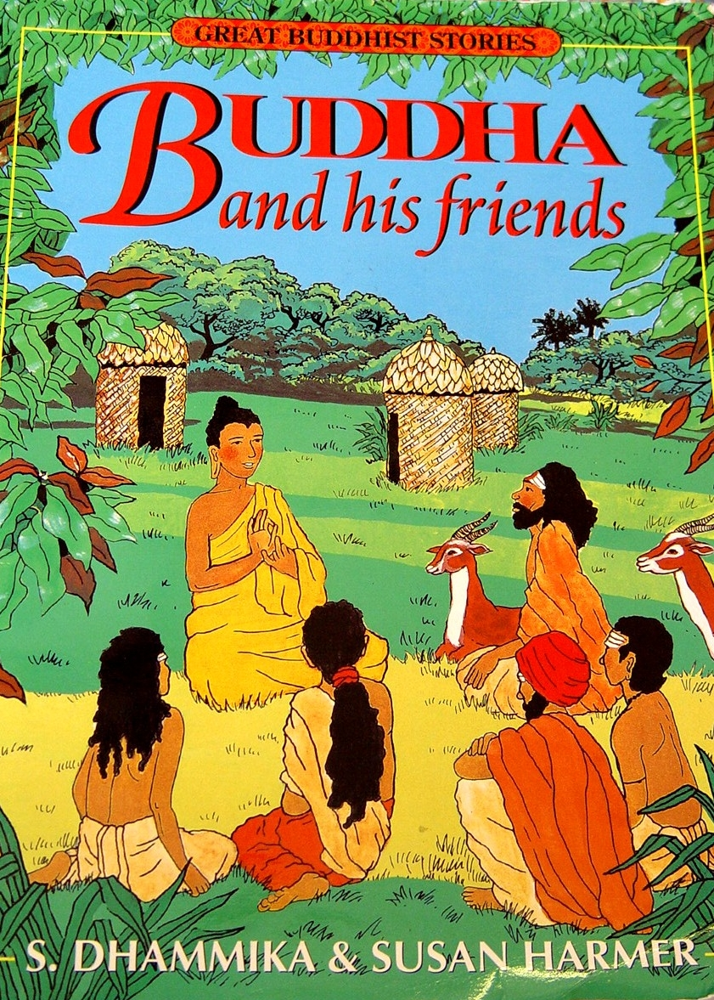 GREAT BUDDHIST STORIES
BUDDHA
and his friends
S. DHAMMIKA & SUSAN HARMER